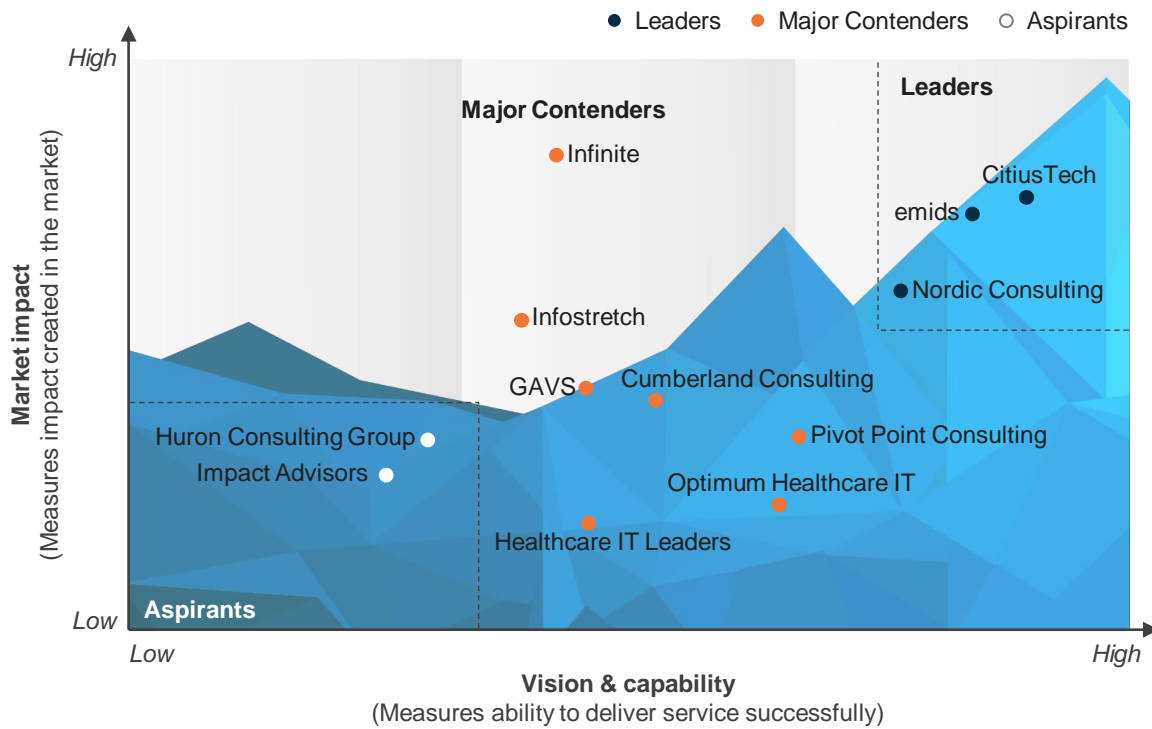 Leaders
Major Contenders
Aspirants
High
Leaders
Major Contenders
Infinite
CitiusTech
emids
Nordic Consulting
Infostretch
GAVS
Cumberland Consulting
Huron Consulting Group
Pivot Point Consulting
Impact Advisors
Optimum Healthcare IT
Healthcare IT Leaders
Aspirants
Low
Market impact
(Measures impact created in the market)
Low
High
Vision & capability
(Measures ability to deliver service successfully)